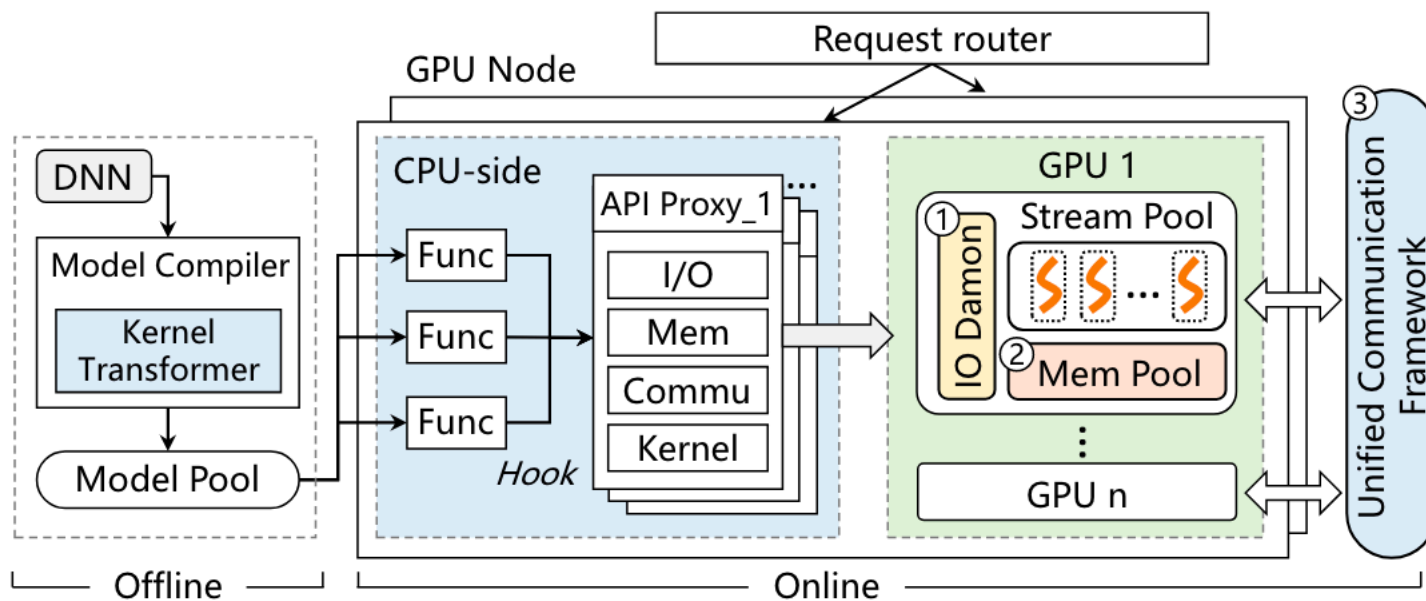 Request router
GPU Node
DNN
Model Compiler
Kernel
Transformer
Model Pool
CPU-side
Func
Func
Func
Hook
...
API Proxy_1
I/O
Mem
Commu
Kernel
GPU 1
1
IO Damon
Stream Pool
...
2
Mem Pool
...
GPU n
3
Unified Communication
Framework
Offline
Online